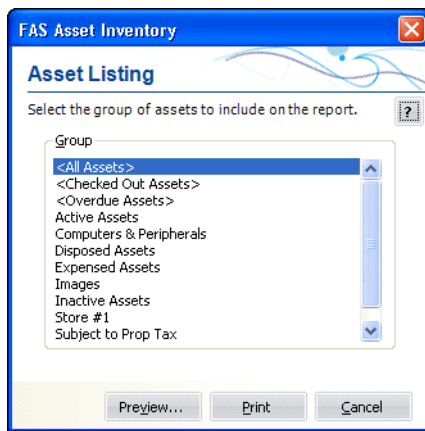 FAS Asset Inventory
Asset Listing
Select the group of assets to include on the report.
?
Group
<All Assets>
<Checked Out Assets>
<Overdue Assets>
Active Assets
Computers & Peripherals
Disposed Assets
Expensed Assets
Images
Inactive Assets
Store #1
Subject to Prop Tax
Preview... Print Cancel